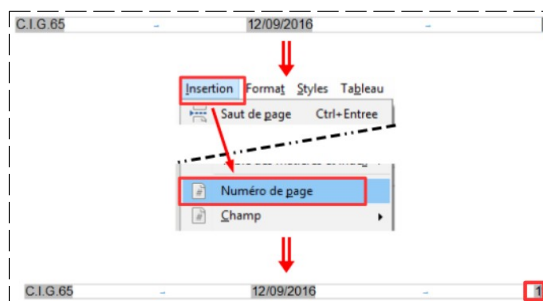 C.I.G.65 → 12/09/2016 →
Insertion Format Styles Tableau
Saut de page Ctrl+Entree
Numéro de page
Champ
C.I.G.65 → 12/09/2016 → 1